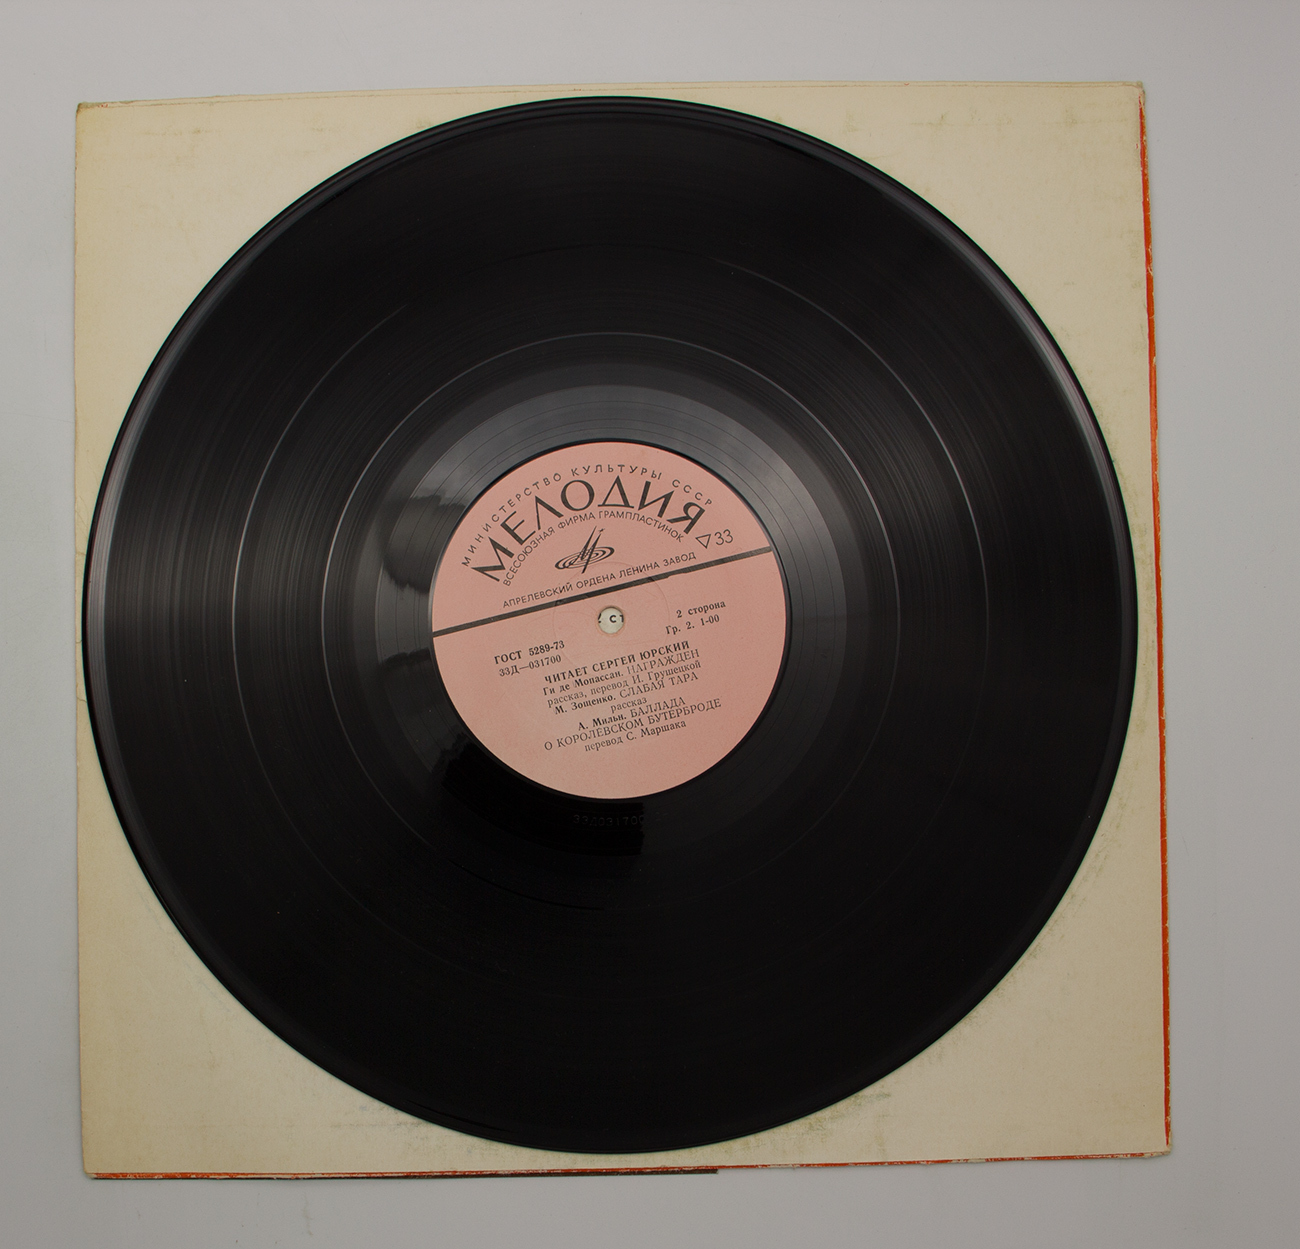 МИНИСТЕРСТВО КУЛЬТУРЫ СССР
МЕЛОДИЯ
ВСЕСОЮЗНАЯ ФИРМА ГРАМПЛАСТИНОК
33
АПРЕЛЕВСКИЙ ОРДЕНА ЛЕНИНА ЗАВОД
2 сторона
Гр. 2. 1-00
ГОСТ 5289-73
33Д—031700
ЧИТАЕТ СЕРГЕЙ ЮРСКИЙ
Ги де Мопассан. НАГРАЖДЕН
рассказ, перевод И. Грушецкой
М. Зощенко. СЛАБАЯ ТАРА
рассказ
А. Мильн. БАЛЛАДА
О КОРОЛЕВСКОМ БУТЕРБРОДЕ
перевод С. Маршака
33Д031700